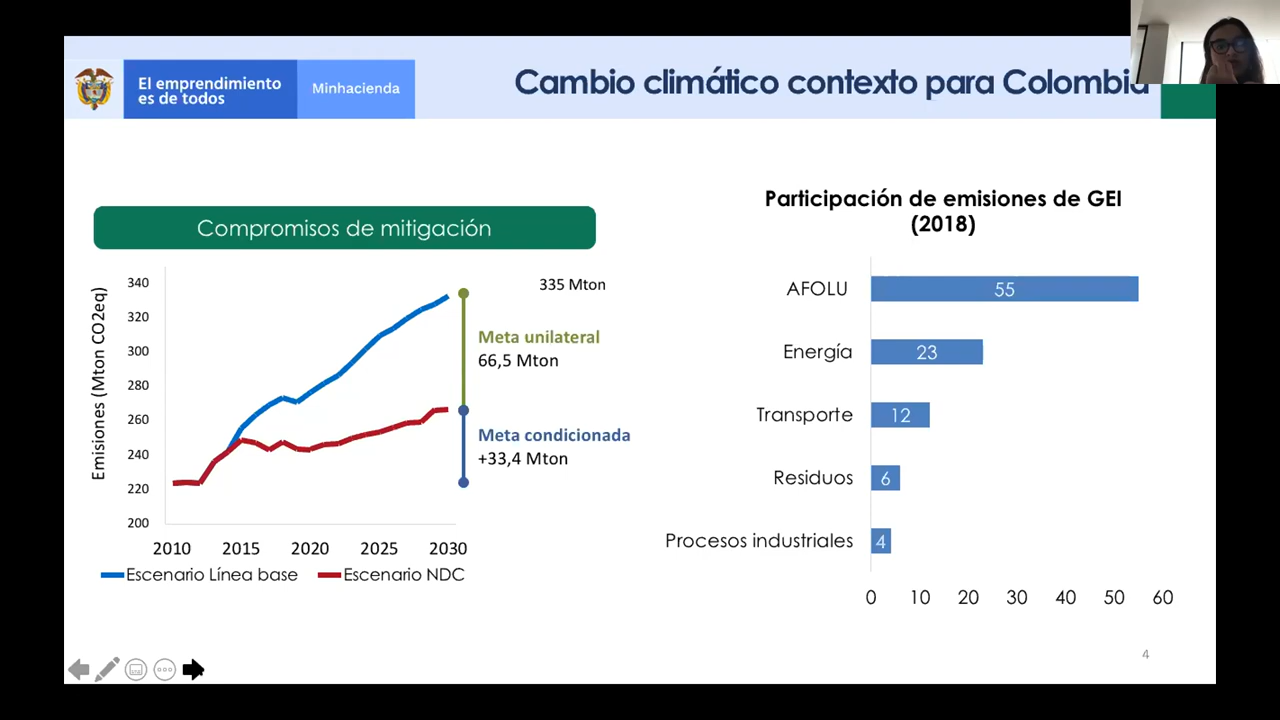 El emprendimiento
es de todos
Minhacienda
Cambio climático contexto para Colombia
Compromisos de mitigación
Emisiones (Mton CO2eq)
340
320
300
280
260
240
220
200
2010 2015 2020 2025 2030
Escenario Línea base Escenario NDC
335 Mton
Meta unilateral
66,5 Mton
Meta condicionada
+33,4 Mton
Participación de emisiones de GEI
(2018)
AFOLU 55
Energía 23
Transporte 12
Residuos 6
Procesos industriales 4
0 10 20 30 40 50 60
4